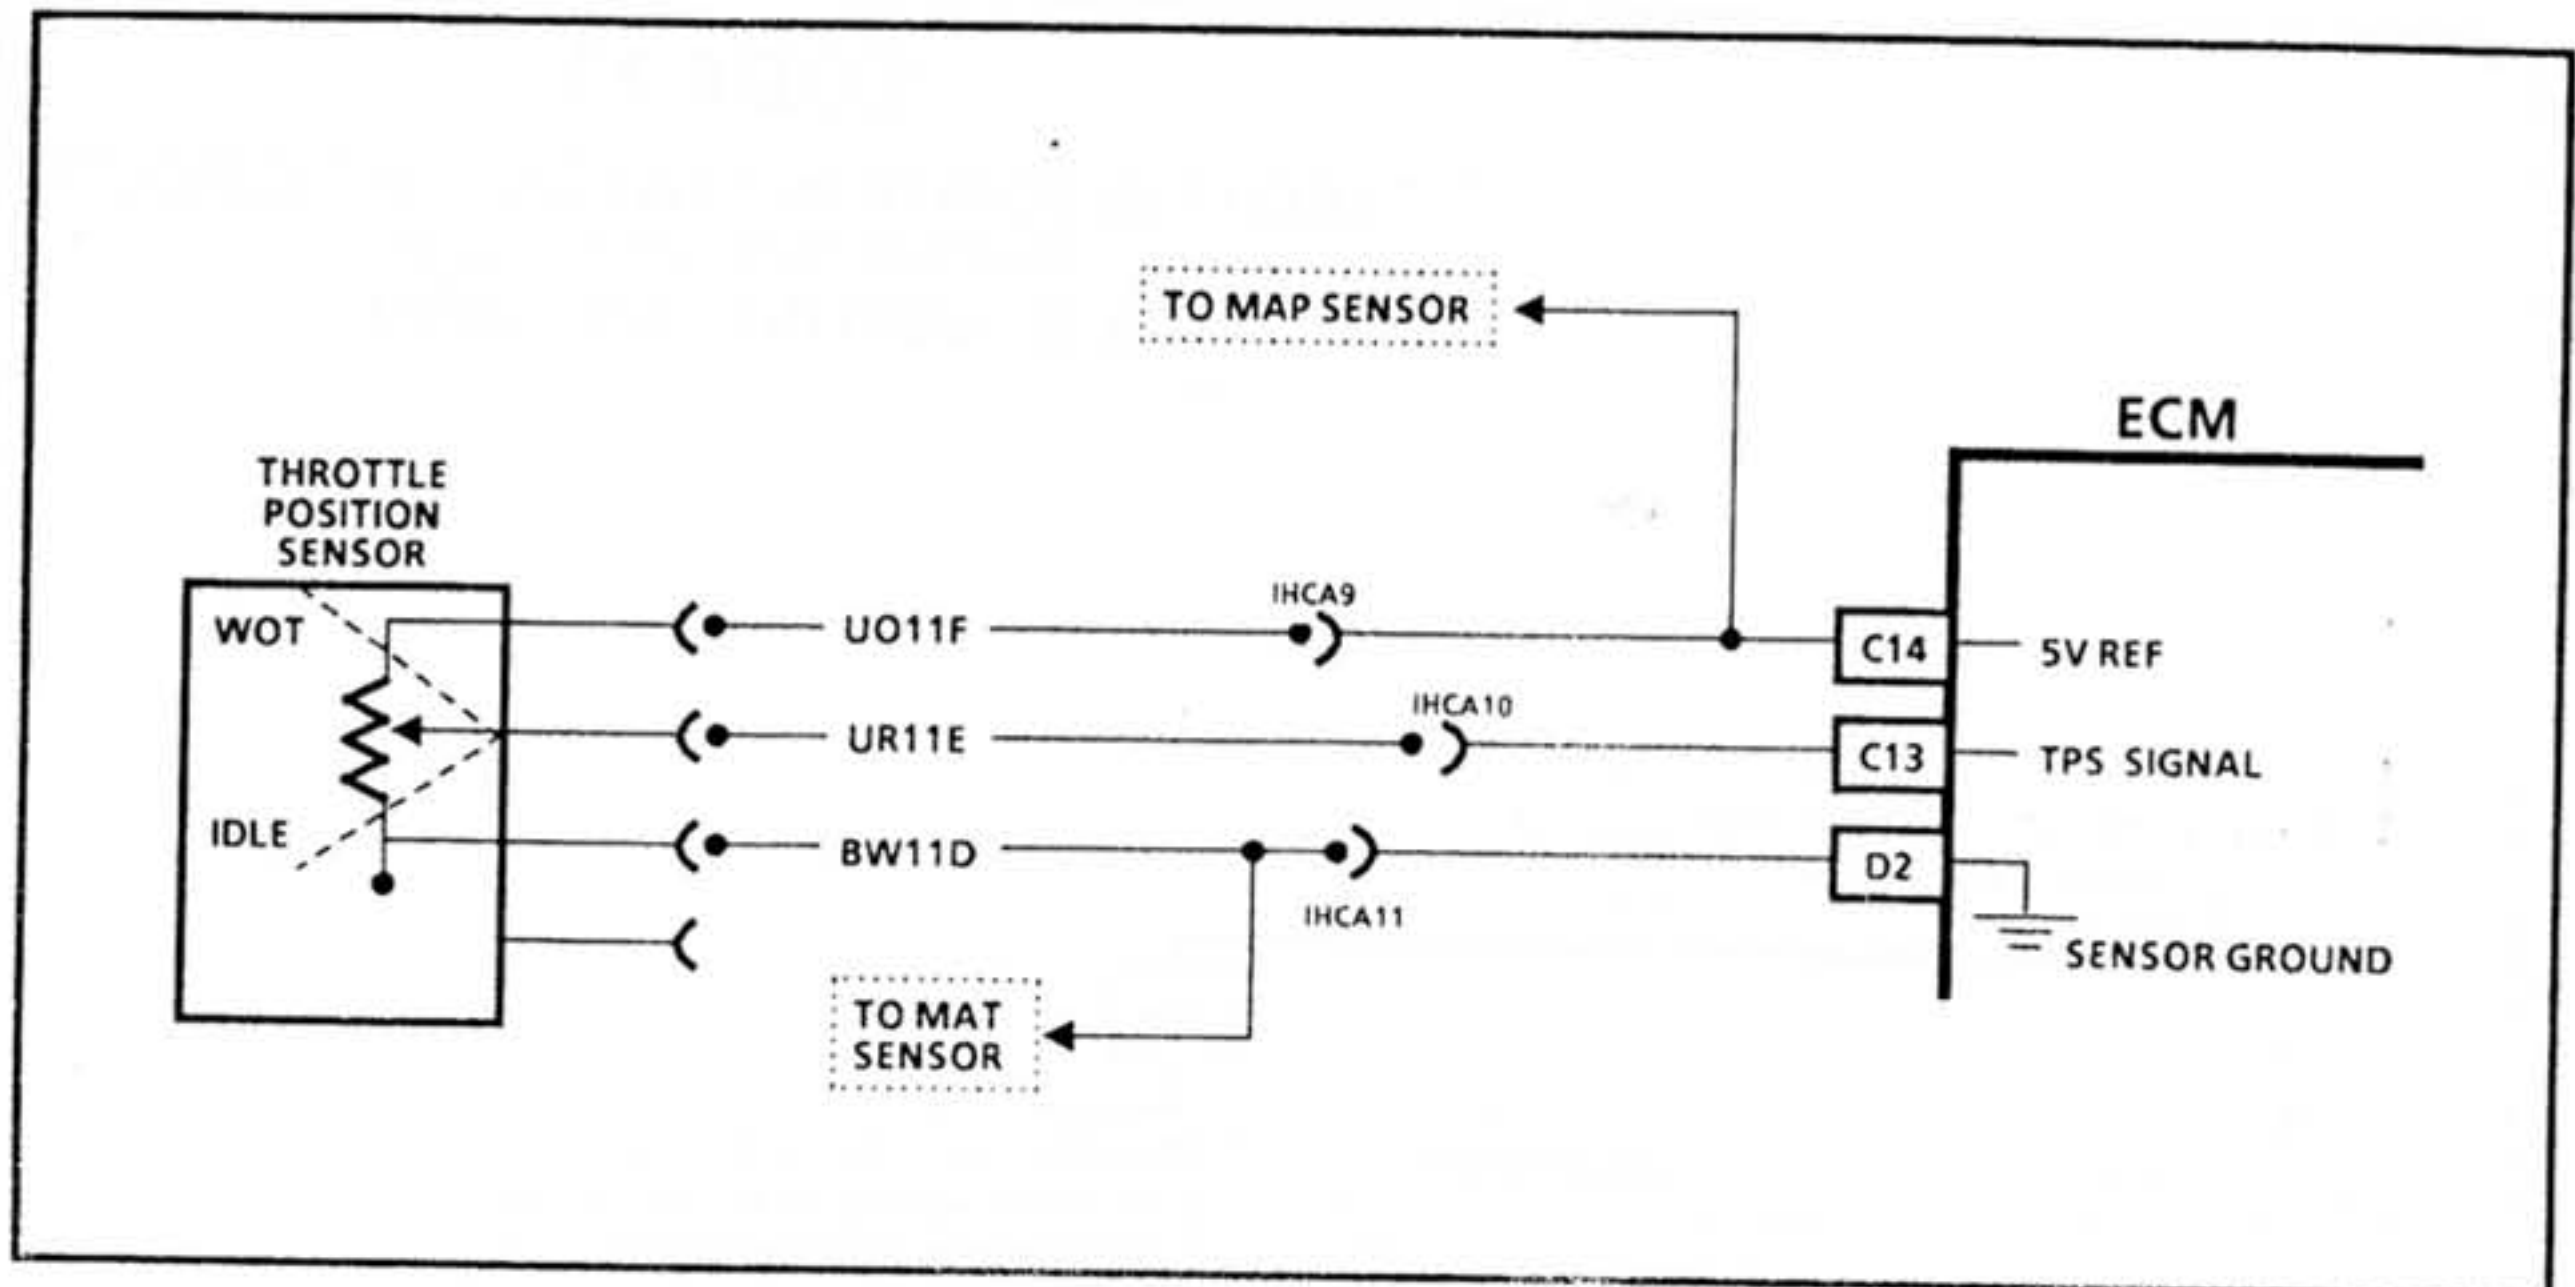 TO MAP SENSOR
ECM
THROTTLE
POSITION
SENSOR
WOT
IDLE
UO11F
IHCA9
C14
5V REF
UR11E
IHCA10
C13
TPS SIGNAL
BW11D
IHCA11
D2
SENSOR GROUND
TO MAT
SENSOR